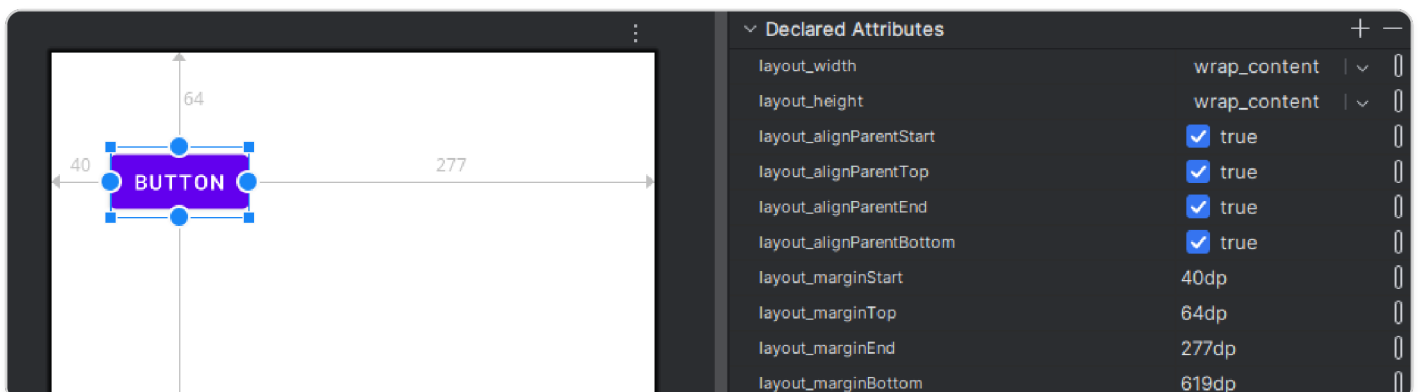 Declared Attributes
64
40
277
BUTTON
layout_width wrap_content
layout_height wrap_content
layout_alignParentStart true
layout_alignParentTop true
layout_alignParentEnd true
layout_alignParentBottom true
layout_marginStart 40dp
layout_marginTop 64dp
layout_marginEnd 277dp
layout_marginBottom 619dp